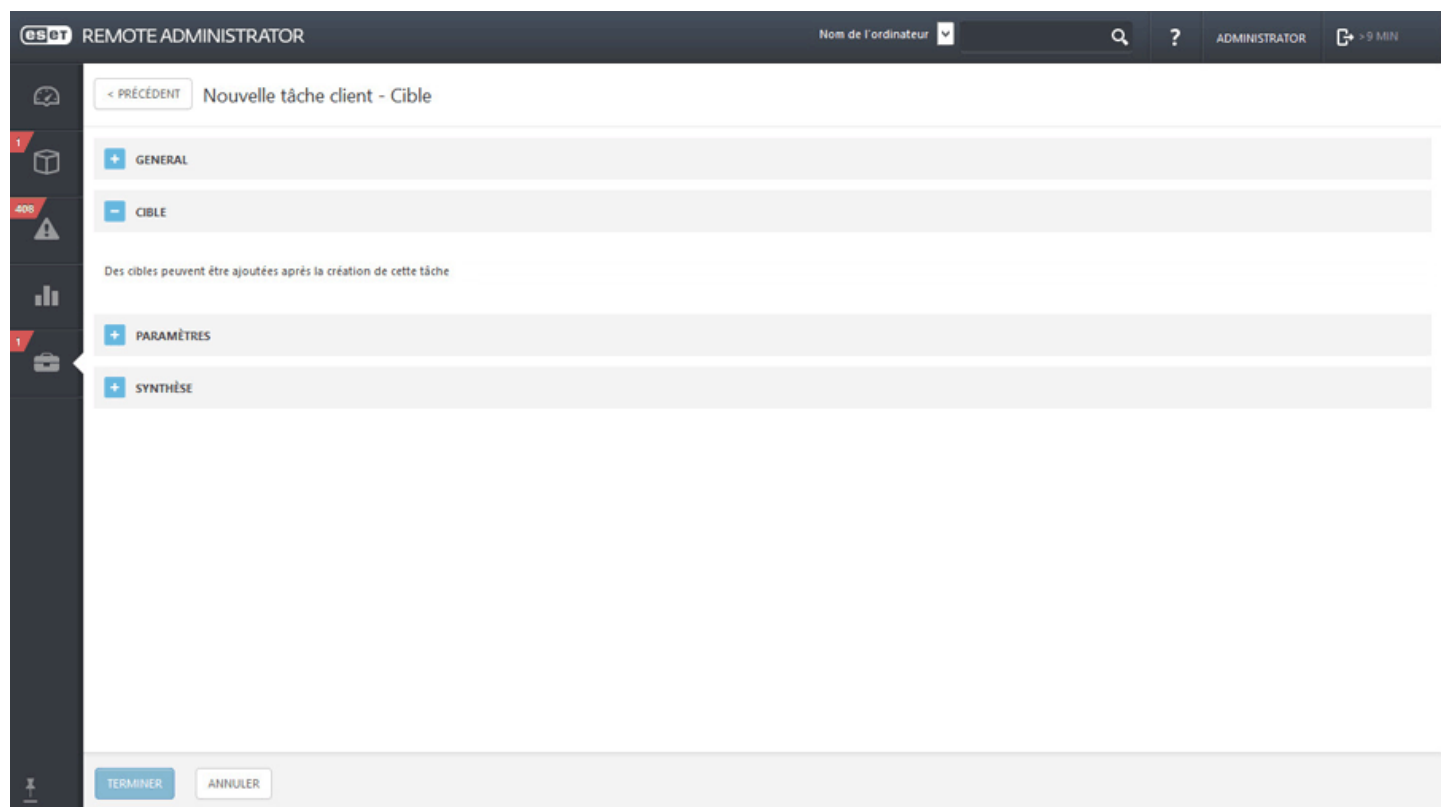 eset REMOTE ADMINISTRATOR Nom de l'ordinateur ? ADMINISTRATOR >9 MIN
< PRÉCÉDENT Nouvelle tâche client - Cible
1
+ GENERAL
408
− CIBLE
Des cibles peuvent être ajoutées après la création de cette tâche
1
+ PARAMÈTRES
+ SYNTHÈSE
TERMINER ANNULER